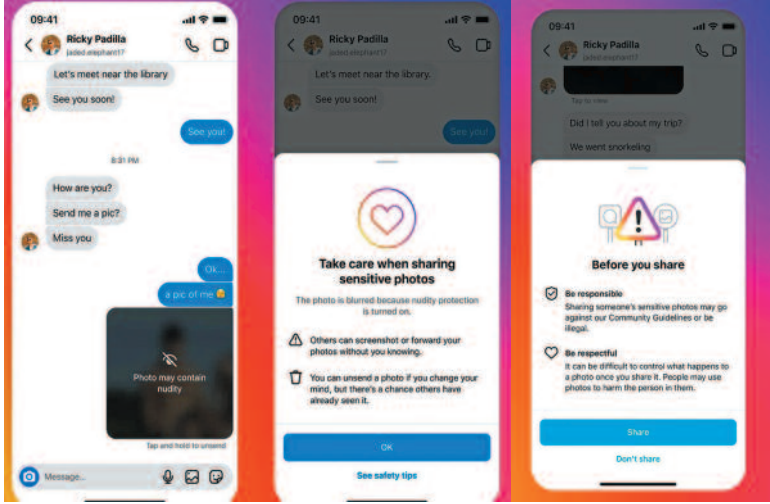 09:41
Ricky Padilla
jaded.elephant17
Let's meet near the library
See you soon!
See you!
8:31 PM
How are you?
Send me a pic?
Miss you
Ok...
a pic of me
Photo may contain
nudity
Tap and hold to unsend
Message...
09:41
Ricky Padilla
jaded.elephant17
Let's meet near the library.
See you soon!
See you!
Take care when sharing
sensitive photos
The photo is blurred because nudity protection
is turned on.
Others can screenshot or forward your
photos without you knowing.
You can unsend a photo if you change your
mind, but there's a chance others have
already seen it.
OK
See safety tips
09:41
Ricky Padilla
jaded.elephant17
Tap to view
Did I tell you about my trip?
We went snorkeling
Before you share
Be responsible
Sharing someone's sensitive photos may go
against our Community Guidelines or be
illegal.
Be respectful
It can be difficult to control what happens to
a photo once you share it. People may use
photos to harm the person in them.
Share
Don't share